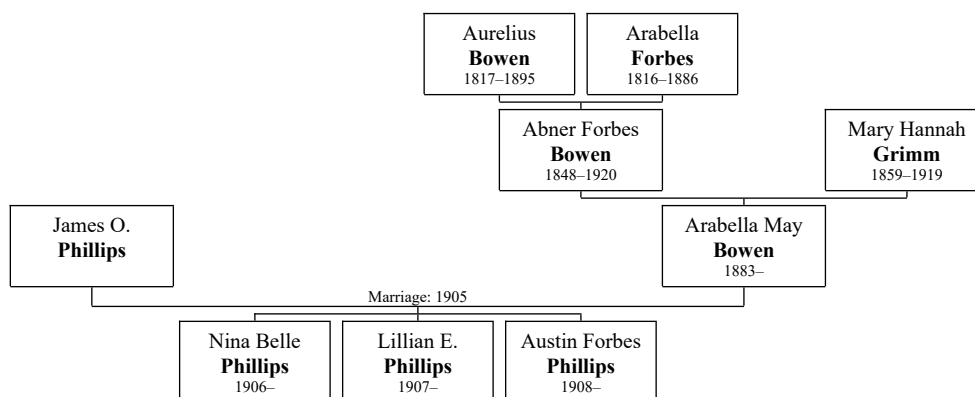 Aurelius
Bowen
1817–1895
Arabella
Forbes
1816–1886
Abner Forbes
Bowen
1848–1920
Mary Hannah
Grimm
1859–1919
James O.
Phillips
Arabella May
Bowen
1883–
Marriage: 1905
Nina Belle
Phillips
1906–
Lillian E.
Phillips
1907–
Austin Forbes
Phillips
1908–